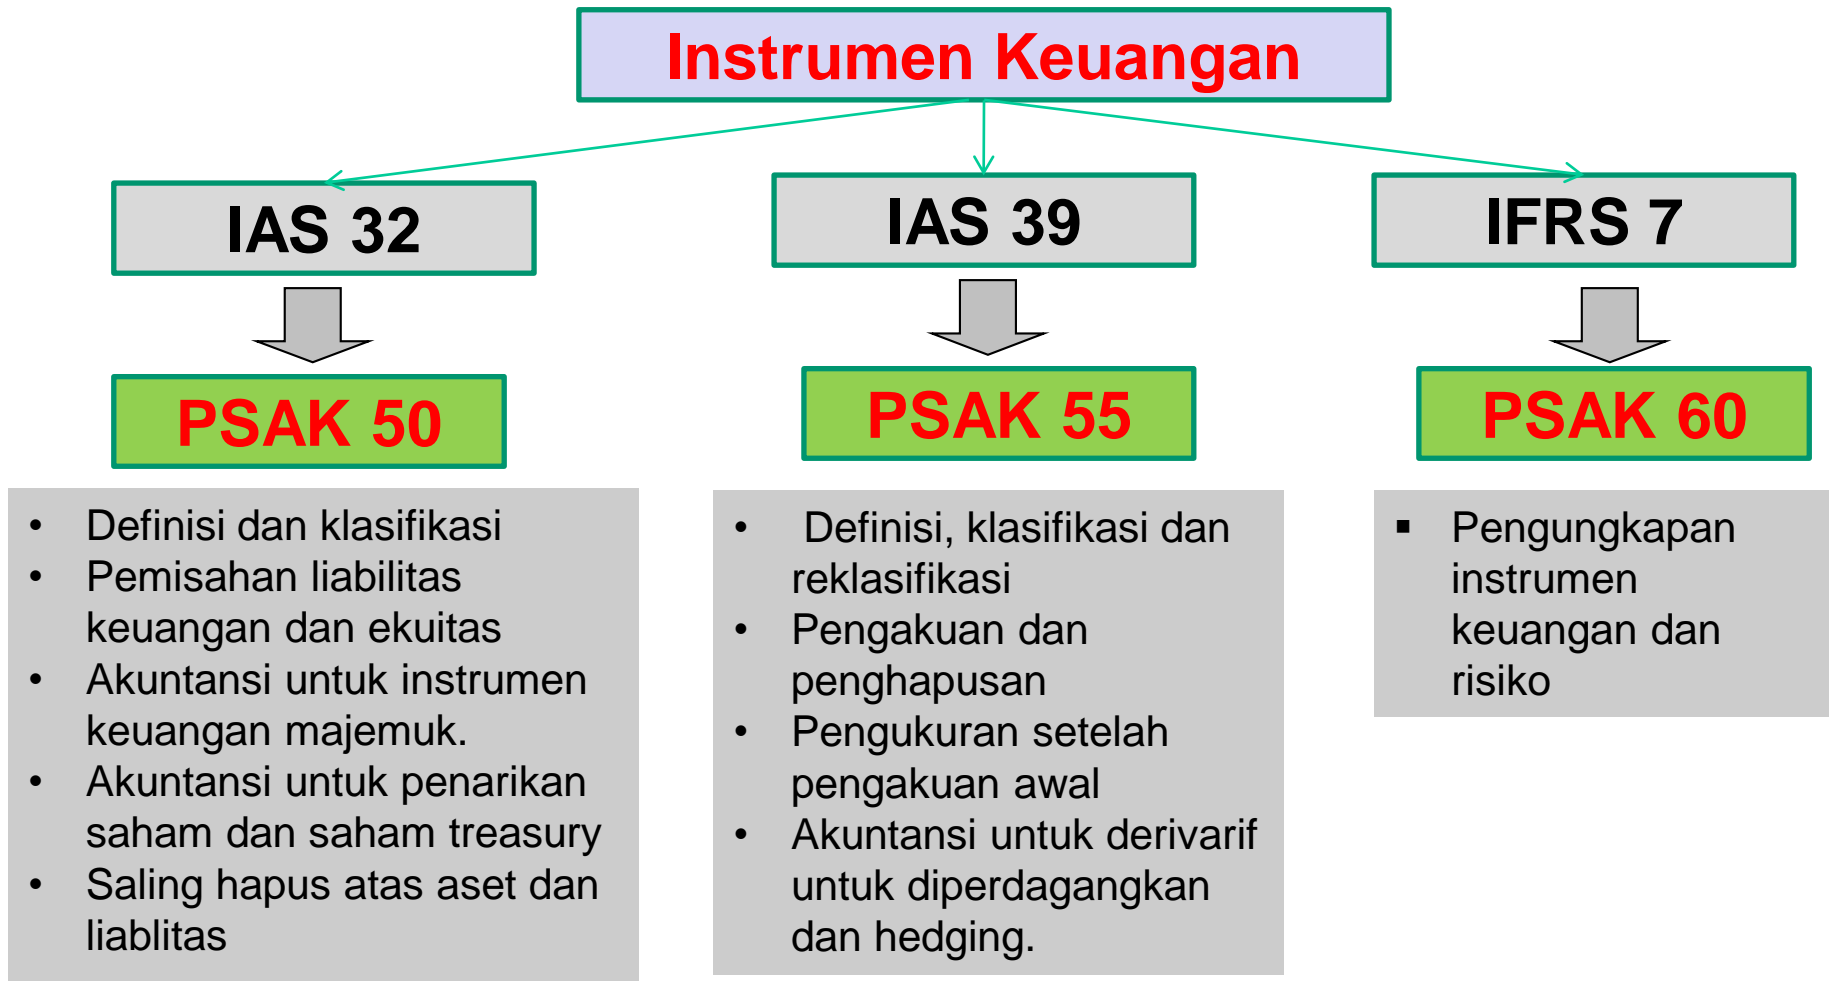 Instrumen Keuangan
IAS 32
IAS 39
IFRS 7
PSAK 50
PSAK 55
PSAK 60
• Definisi dan klasifikasi
• Pemisahan liabilitas
keuangan dan ekuitas
• Akuntansi untuk instrumen
keuangan majemuk.
• Akuntansi untuk penarikan
saham dan saham treasury
• Saling hapus atas aset dan
liablitas
• Definisi, klasifikasi dan
reklasifikasi
• Pengakuan dan
penghapusan
• Pengukuran setelah
pengakuan awal
• Akuntansi untuk derivarif
untuk diperdagangkan
dan hedging.
▪ Pengungkapan
instrumen
keuangan dan
risiko